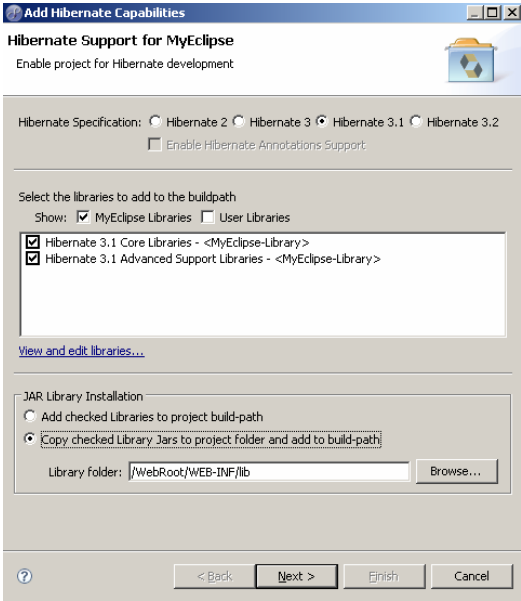 Add Hibernate Capabilities
Hibernate Support for MyEclipse
Enable project for Hibernate development
Hibernate Specification: Hibernate 2 Hibernate 3 Hibernate 3.1 Hibernate 3.2
Enable Hibernate Annotations Support
Select the libraries to add to the buildpath
Show: MyEclipse Libraries User Libraries
Hibernate 3.1 Core Libraries - <MyEclipse-Library>
Hibernate 3.1 Advanced Support Libraries - <MyEclipse-Library>
View and edit libraries...
JAR Library Installation
Add checked Libraries to project build-path
Copy checked Library Jars to project folder and add to build-path
Library folder: /WebRoot/WEB-INF/lib Browse...
? < Back Next > Finish Cancel